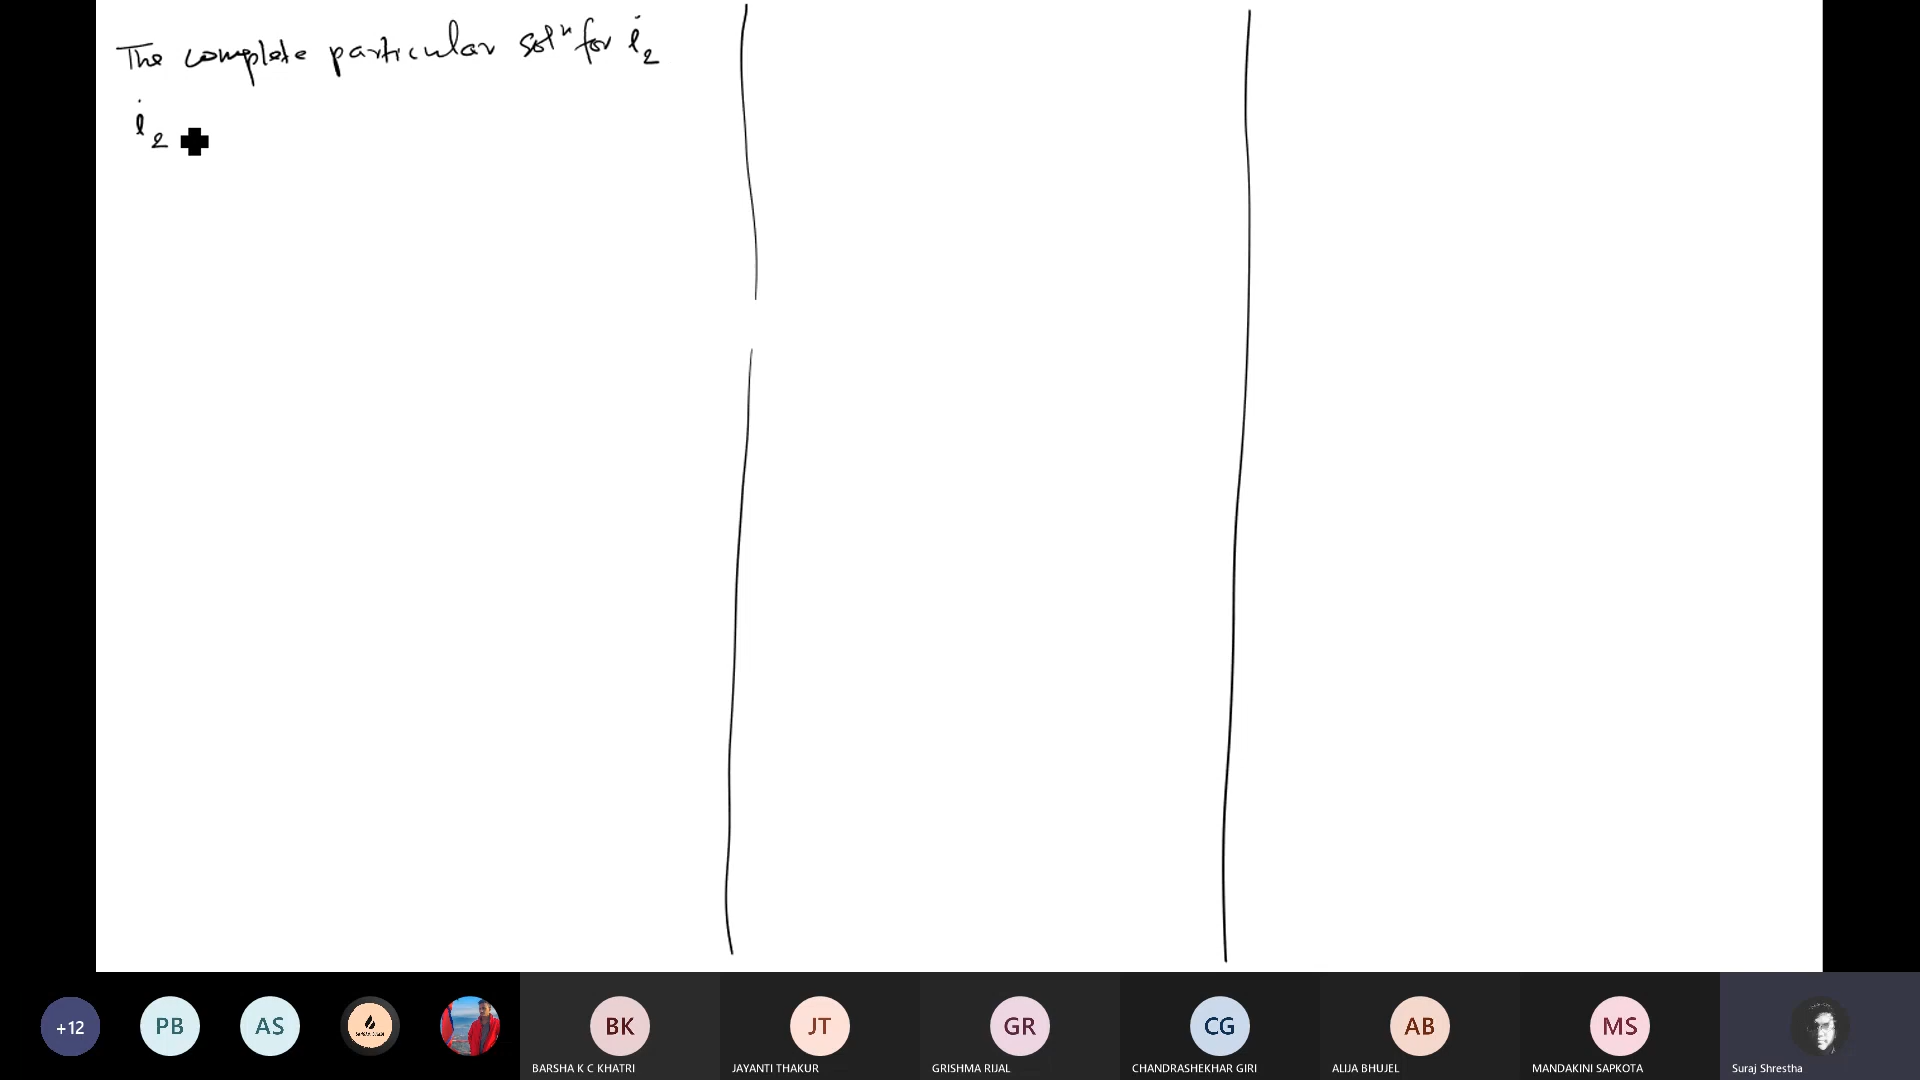 The complete particular solⁿ for i₂
i₂
+12
PB
AS
BK
JT
GR
CG
AB
MS
BARSHA K C KHATRI
JAYANTI THAKUR
GRISHMA RIJAL
CHANDRASHEKHAR GIRI
ALIJA BHUJEL
MANDAKINI SAPKOTA
Suraj Shrestha